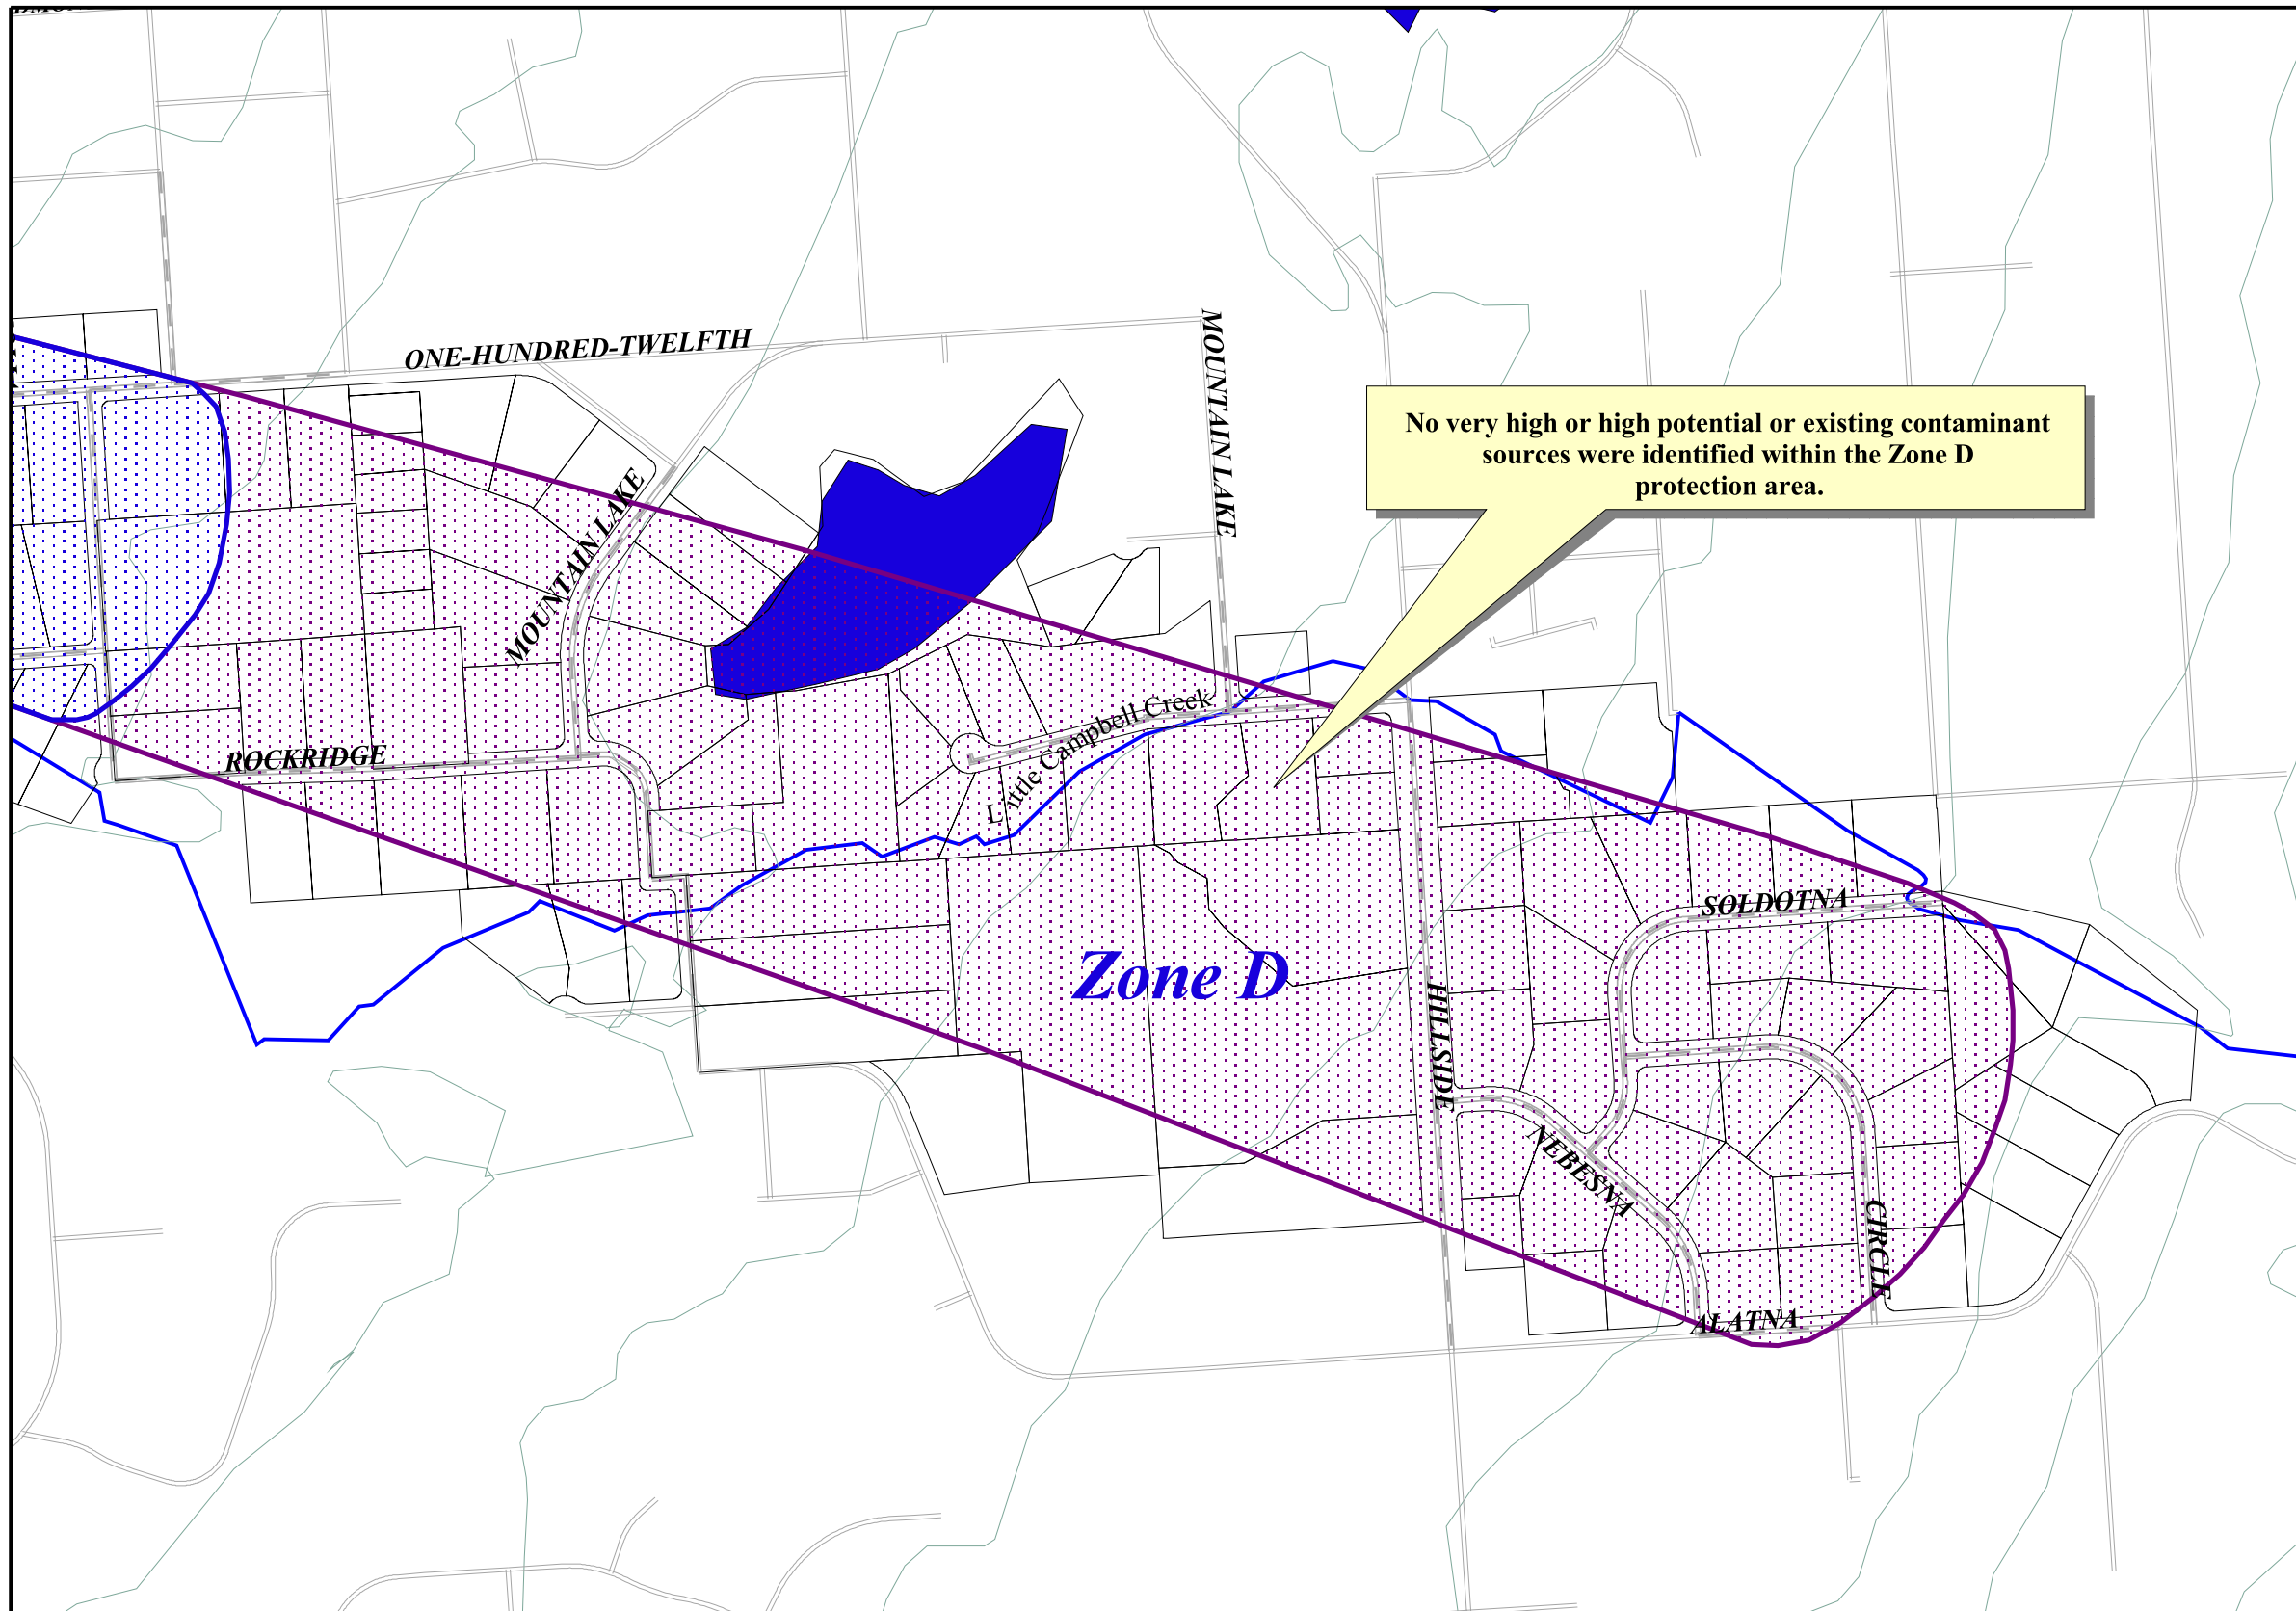 ONE-HUNDRED-TWELFTH
MOUNTAIN LAKE
No very high or high potential or existing contaminant
sources were identified within the Zone D
protection area.
MOUNTAIN LAKE
Little Campbell Creek
ROCKRIDGE
SOLDOTNA
Zone D
HILLSIDE
NEBESNA
CIRCLE
ALATNA